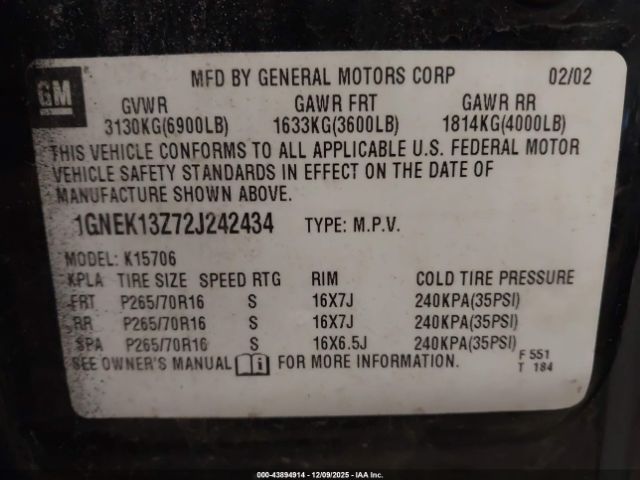 GM
MFD BY GENERAL MOTORS CORP 02/02
GVWR GAWR FRT GAWR RR
3130KG(6900LB) 1633KG(3600LB) 1814KG(4000LB)
THIS VEHICLE CONFORMS TO ALL APPLICABLE U.S. FEDERAL MOTOR
VEHICLE SAFETY STANDARDS IN EFFECT ON THE DATE OF
MANUFACTURE SHOWN ABOVE.
1GNEK13Z72J242434 TYPE: M.P.V.
MODEL: K15706
KPLA TIRE SIZE SPEED RTG RIM COLD TIRE PRESSURE
FRT P265/70R16 S 16X7J 240KPA(35PSI)
RR P265/70R16 S 16X7J 240KPA(35PSI)
SPA P265/70R16 S 16X6.5J 240KPA(35PSI)
SEE OWNER'S MANUAL i FOR MORE INFORMATION.
F 551
T 184
000-43894914 - 12/09/2025 - IAA Inc.